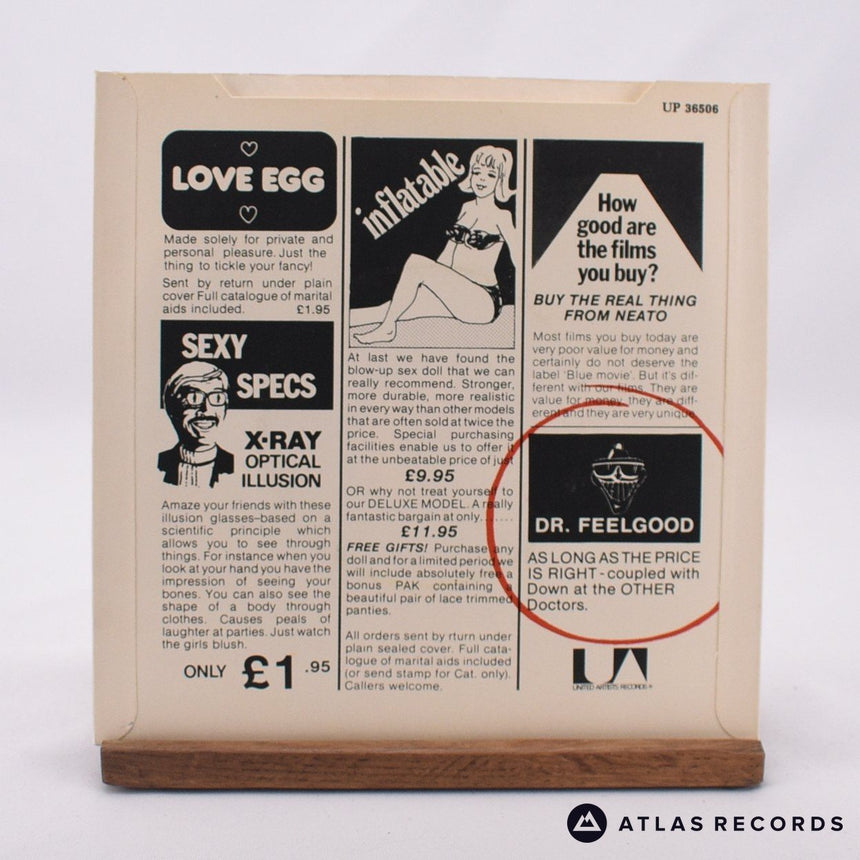 UP 36506
LOVE EGG
Made solely for private and
personal pleasure. Just the
thing to tickle your fancy!
Sent by return under plain
cover Full catalogue of marital
aids included. £1.95
SEXY
SPECS
X·RAY
OPTICAL
ILLUSION
Amaze your friends with these
illusion glasses–based on a
scientific principle which
allows you to see through
things. For instance when you
look at your hand you have the
impression of seeing your
bones. You can also see the
shape of a body through
clothes. Causes peals of
laughter at parties. Just watch
the girls blush.
ONLY £1.95
inflatable
At last we have found the
blow-up sex doll that we can
really recommend. Stronger,
more durable, more realistic
in every way than other models
that are often sold at twice the
price. Special purchasing
facilities enable us to offer it
at the unbeatable price of just
£9.95
OR why not treat yourself to
our DELUXE MODEL. A really
fantastic bargain at only.......
£11.95
FREE GIFTS! Purchase any
doll and for a limited period we
will include absolutely free a
bonus PAK containing a
beautiful pair of lace trimmed
panties.
All orders sent by rturn under
plain sealed cover. Full cata-
logue of marital aids included
(or send stamp for Cat. only).
Callers welcome.
How
good are
the films
you buy?
BUY THE REAL THING
FROM NEATO
Most films you buy today are
very poor value for money and
certainly do not deserve the
label 'Blue movie'. But it's dif-
ferent with our films. They are
value for money, they are diff-
erent and they are very unique.
DR. FEELGOOD
AS LONG AS THE PRICE
IS RIGHT - coupled with
Down at the OTHER
Doctors.
UA
UNITED ARTISTS RECORDS
ATLAS RECORDS